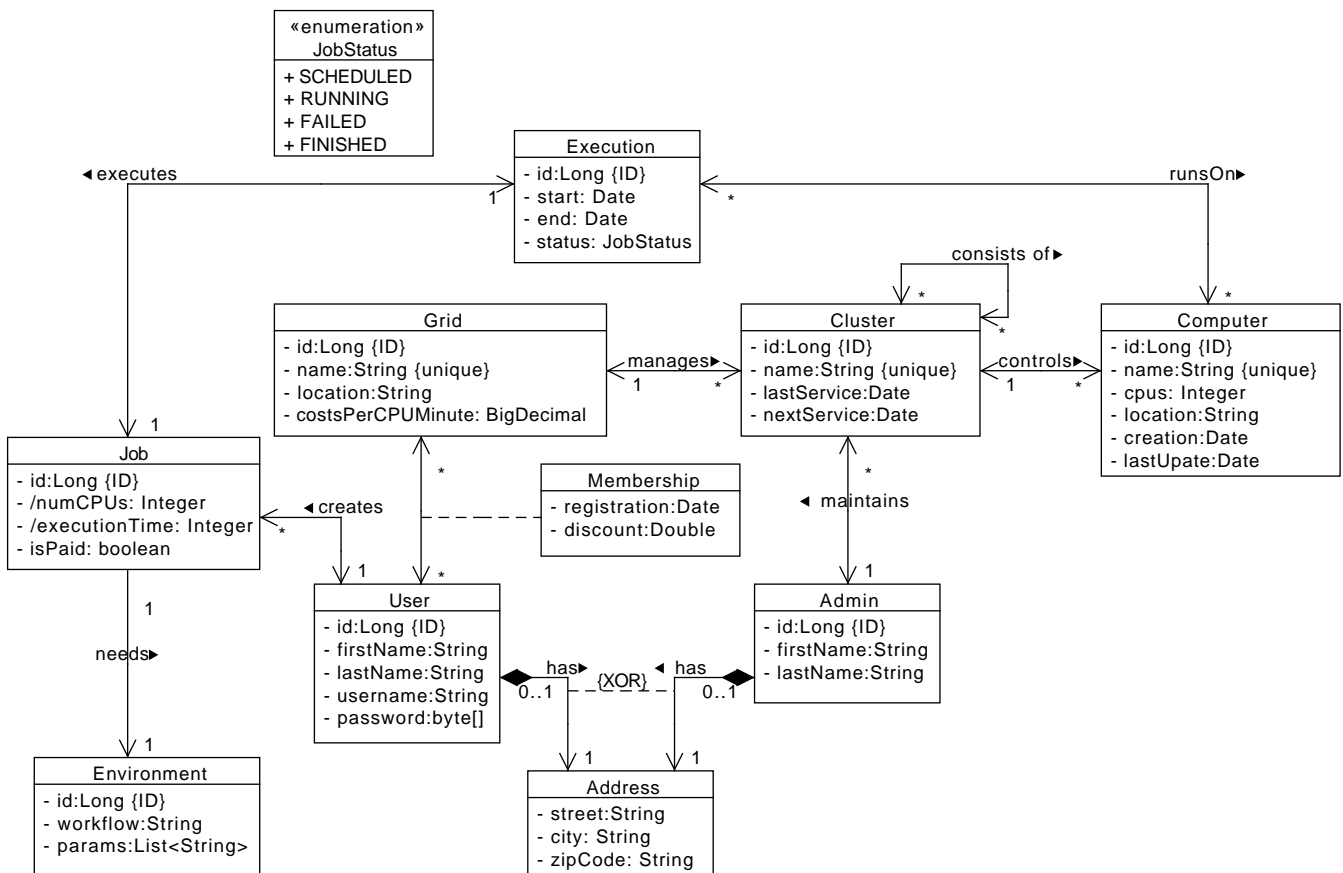 «enumeration»
JobStatus
+ SCHEDULED
+ RUNNING
+ FAILED
+ FINISHED
Execution
- id:Long {ID}
- start: Date
- end: Date
- status: JobStatus
◄ executes
1
*
runsOn►
consists of►
*
*
*
Grid
- id:Long {ID}
- name:String {unique}
- location:String
- costsPerCPUMinute: BigDecimal
manages►
1
*
Cluster
- id:Long {ID}
- name:String {unique}
- lastService:Date
- nextService:Date
controls►
1
*
Computer
- id:Long {ID}
- name:String {unique}
- cpus: Integer
- location:String
- creation:Date
- lastUpate:Date
1
Job
- id:Long {ID}
- /numCPUs: Integer
- /executionTime: Integer
- isPaid: boolean
*
◄ creates
1
*
*
Membership
- registration:Date
- discount:Double
*
◄ maintains
1
1
needs►
1
User
- id:Long {ID}
- firstName:String
- lastName:String
- username:String
- password:byte[]
Admin
- id:Long {ID}
- firstName:String
- lastName:String
has►
◄ has
{XOR}
0..1
0..1
1
1
Environment
- id:Long {ID}
- workflow:String
- params:List<String>
Address
- street:String
- city: String
- zipCode: String